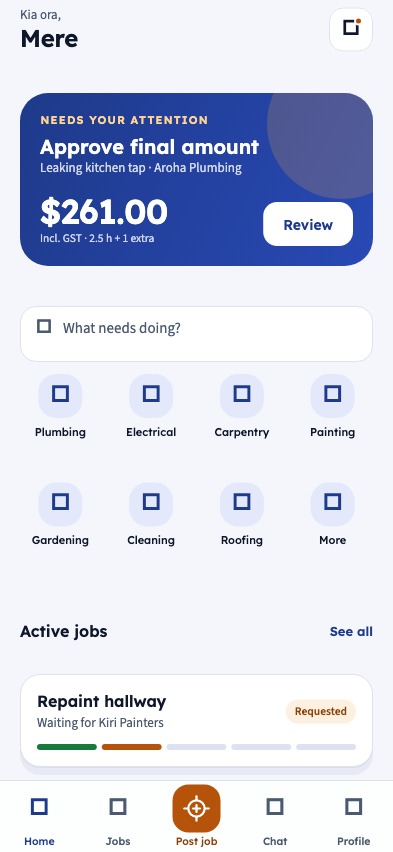 Kia ora,
Mere
NEEDS YOUR ATTENTION
Approve final amount
Leaking kitchen tap · Aroha Plumbing
$261.00
Incl. GST · 2.5 h + 1 extra
Review
What needs doing?
Plumbing Electrical Carpentry Painting
Gardening Cleaning Roofing More
Active jobs See all
Repaint hallway
Waiting for Kiri Painters
Requested
Home Jobs Post job Chat Profile